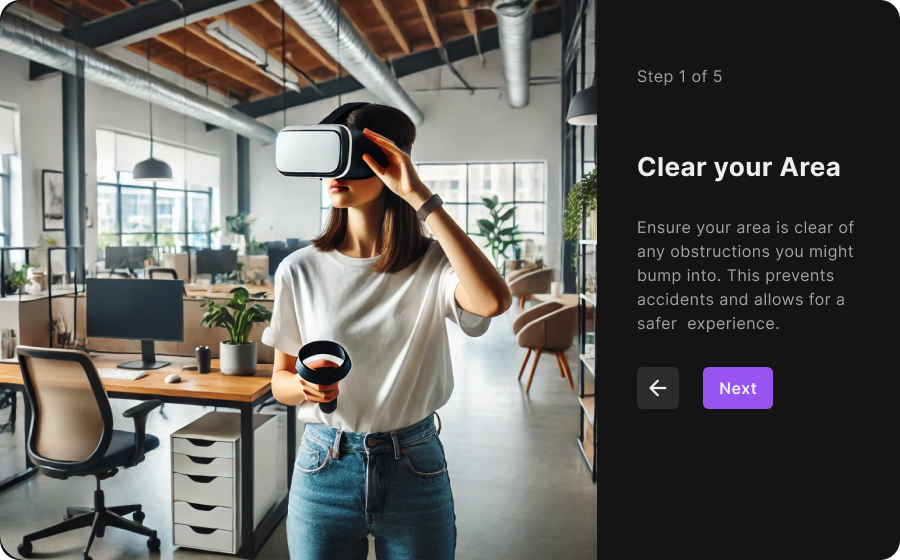 Step 1 of 5
Clear your Area
Ensure your area is clear of
any obstructions you might
bump into. This prevents
accidents and allows for a
safer  experience.
Next